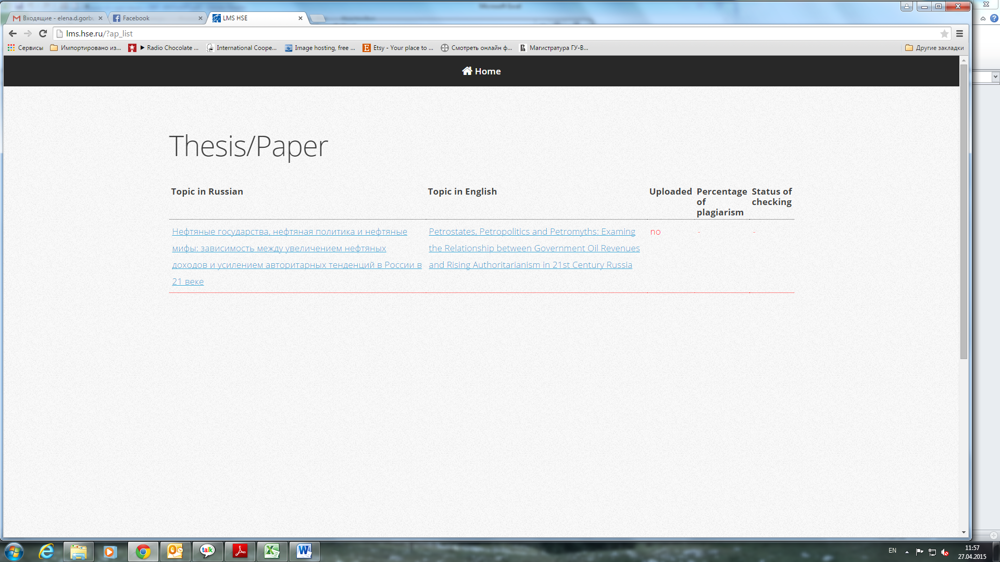 Microsoft Excel
Входящие - elena.d.gorbu
Facebook
LMS HSE
lms.hse.ru/?ap_list
Сервисы
Импортировано из...
► Radio Chocolate ...
International Coope...
Image hosting, free ...
Etsy - Your place to ...
Смотреть онлайн ф...
Магистратура ГУ-В...
Другие закладки
Home
Thesis/Paper
Topic in Russian
Topic in English
Uploaded
Percentage
of
plagiarism
Status of
checking
Нефтяные государства, нефтяная политика и нефтяные
мифы: зависимость между увеличением нефтяных
доходов и усилением авторитарных тенденций в России в
21 веке
Petrostates, Petropolitics and Petromyths: Examing
the Relationship between Government Oil Revenues
and Rising Authoritarianism in 21st Century Russia
no
-
-
talk
EN
11:57
27.04.2015